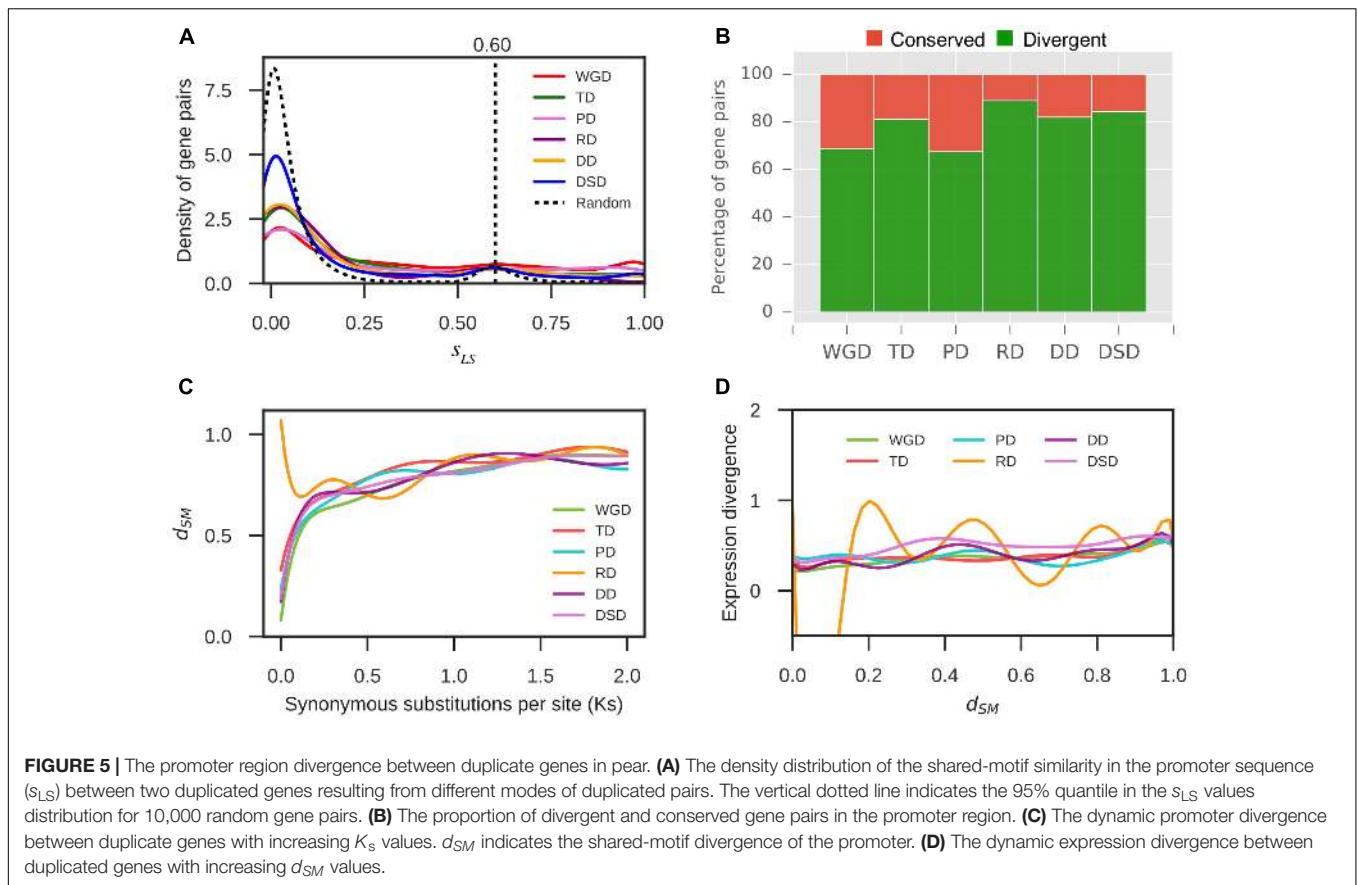 A
0.60
Density of gene pairs
7.5
5.0
2.5
0.0
WGD
TD
PD
RD
DD
DSD
Random
0.00 0.25 0.50 0.75 1.00
s_LS
B
Conserved Divergent
Percentage of gene pairs
100
80
60
40
20
0
WGD TD PD RD DD DSD
C
d_SM
1.0
0.5
0.0
WGD
TD
PD
RD
DD
DSD
0.0 0.5 1.0 1.5 2.0
Synonymous substitutions per site (Ks)
D
Expression divergence
2
1
0
WGD PD DD
TD RD DSD
0.0 0.2 0.4 0.6 0.8 1.0
d_SM
FIGURE 5 | The promoter region divergence between duplicate genes in pear. (A) The density distribution of the shared-motif similarity in the promoter sequence
(s_LS) between two duplicated genes resulting from different modes of duplicated pairs. The vertical dotted line indicates the 95% quantile in the s_LS values
distribution for 10,000 random gene pairs. (B) The proportion of divergent and conserved gene pairs in the promoter region. (C) The dynamic promoter divergence
between duplicate genes with increasing K_s values. d_SM indicates the shared-motif divergence of the promoter. (D) The dynamic expression divergence between
duplicated genes with increasing d_SM values.